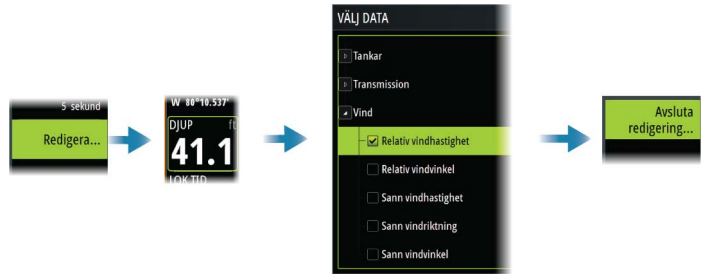 5 sekund
Redigera...
W 80°10.537'
DJUP ft
41.1
LOK TID
VÄLJ DATA
Tankar
Transmission
Vind
Relativ vindhastighet
Relativ vindvinkel
Sann vindhastighet
Sann vindriktning
Sann vindvinkel
Avsluta
redigering...